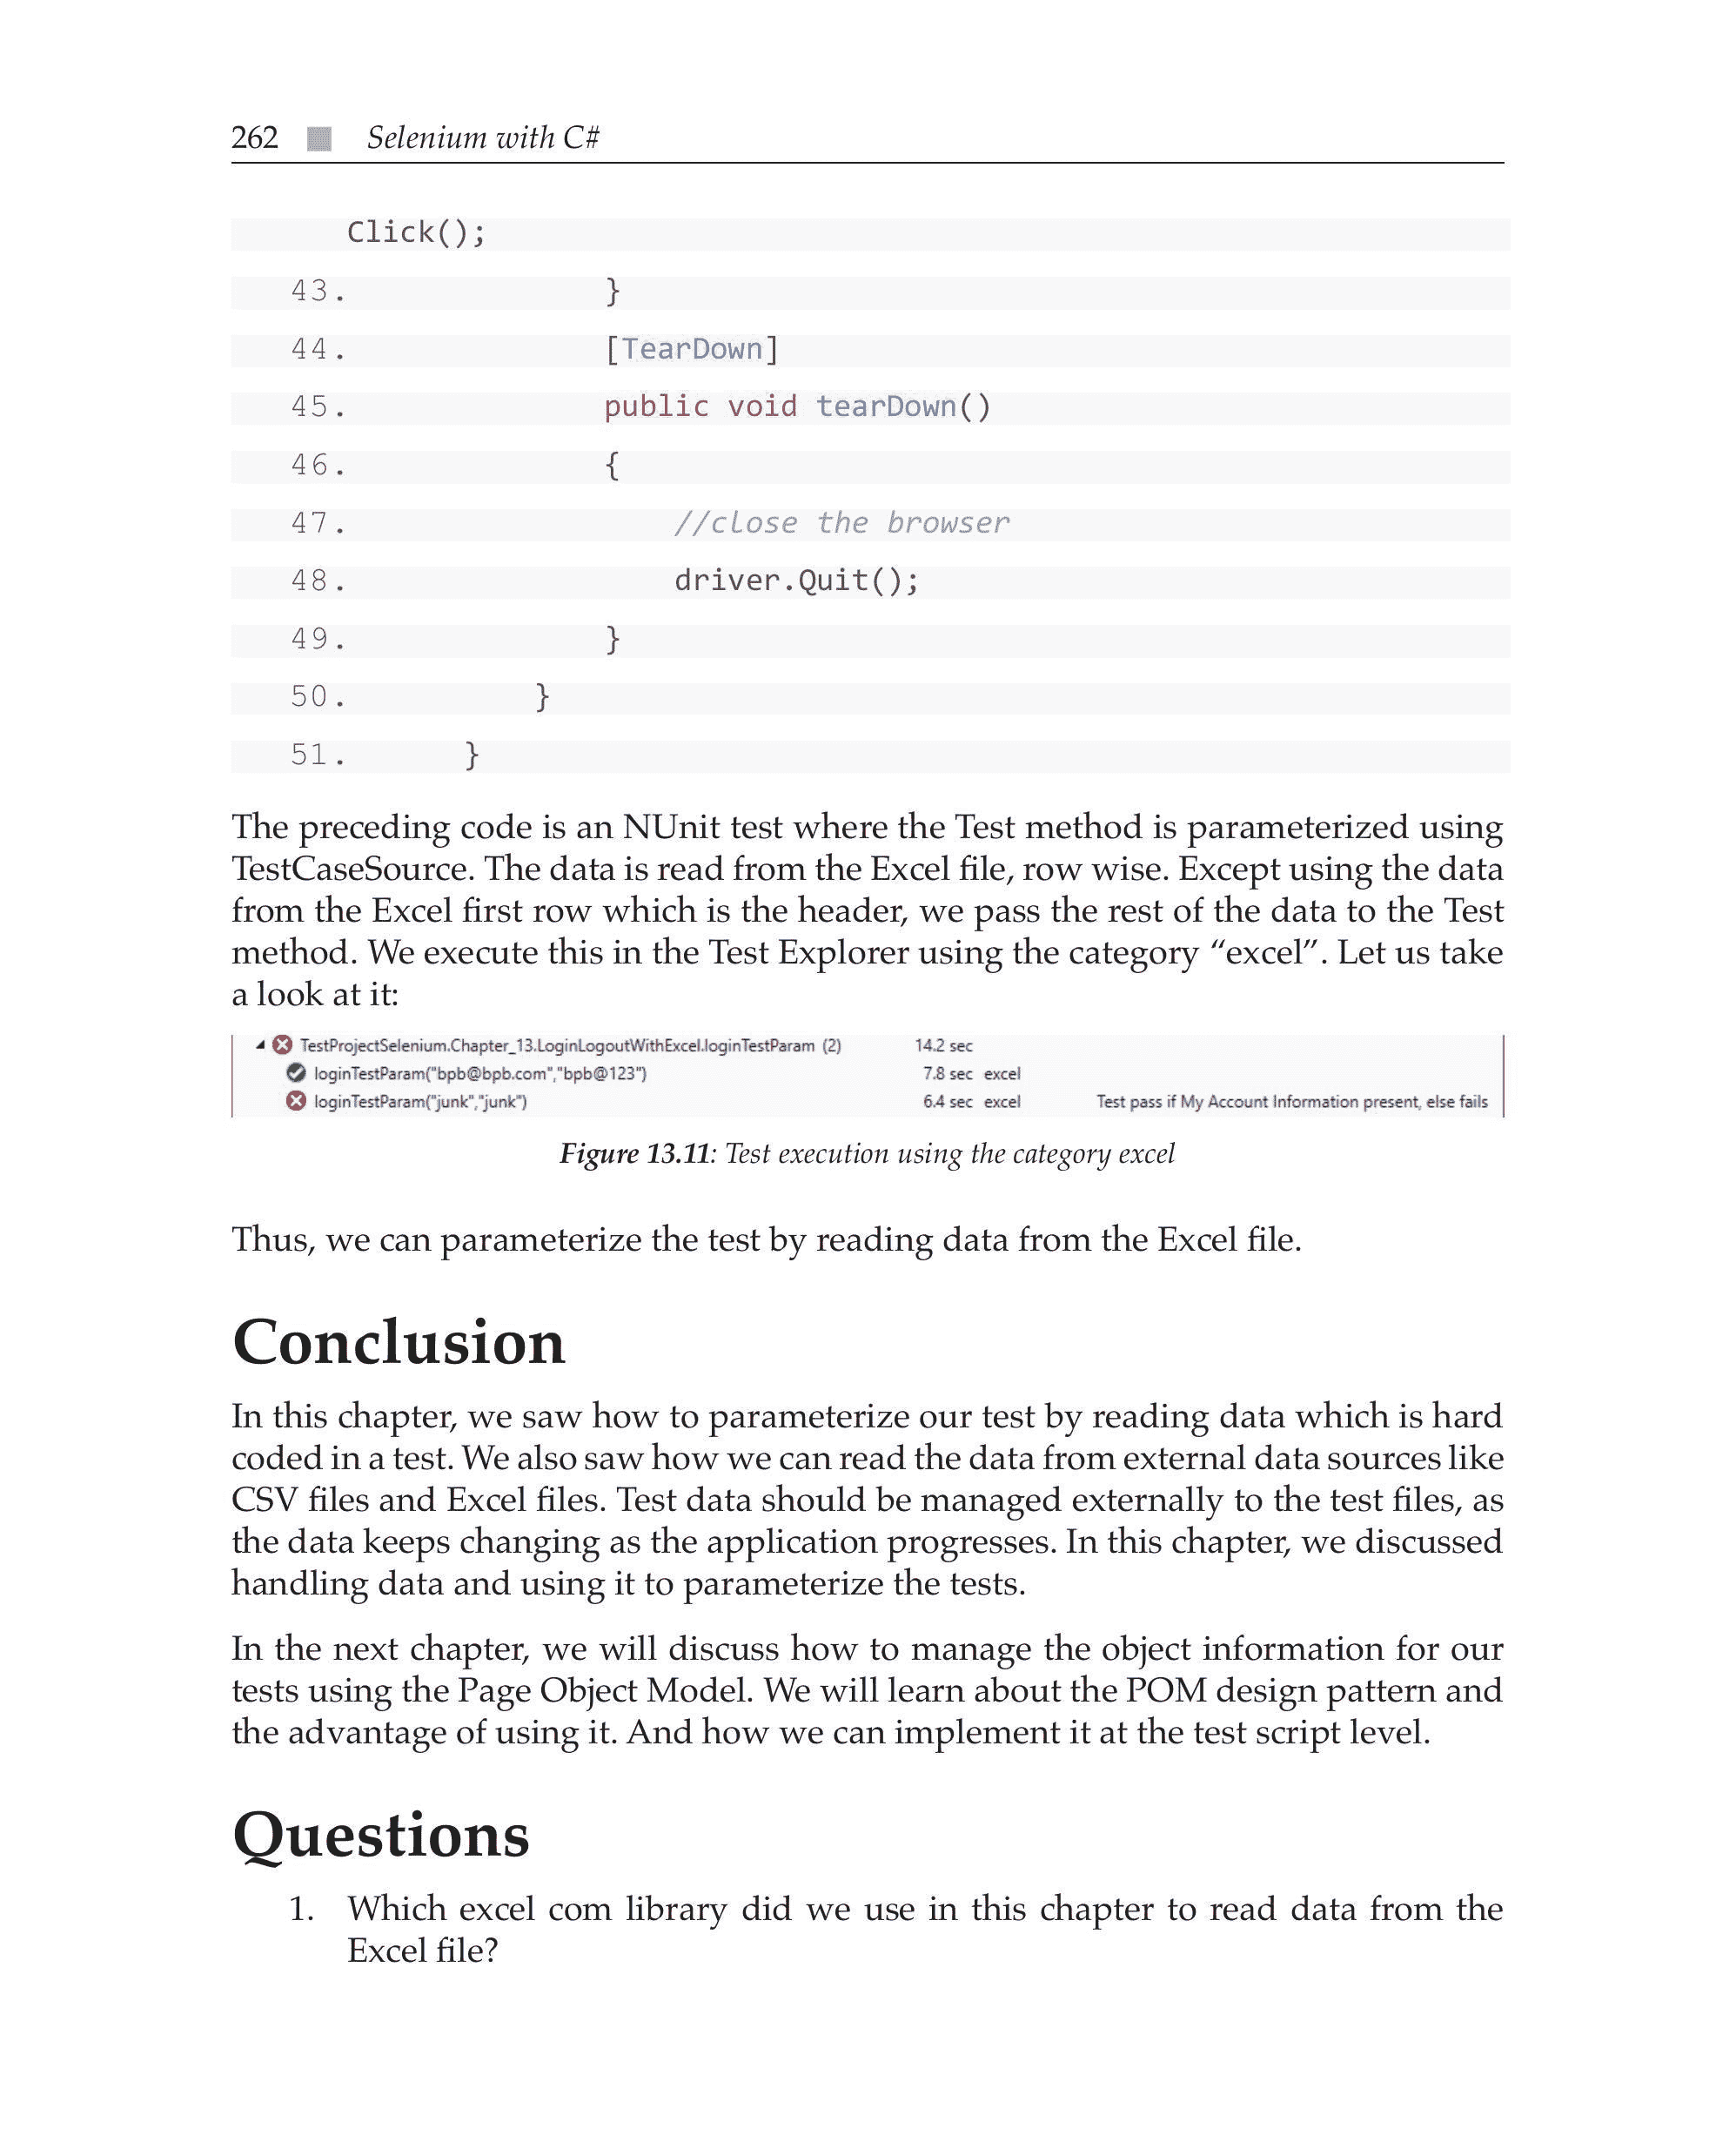 262 Selenium with C#
Click();
43. }
44. [TearDown]
45. public void tearDown()
46. {
47. //close the browser
48. driver.Quit();
49. }
50. }
51. }
The preceding code is an NUnit test where the Test method is parameterized using
TestCaseSource. The data is read from the Excel file, row wise. Except using the data
from the Excel first row which is the header, we pass the rest of the data to the Test
method. We execute this in the Test Explorer using the category “excel”. Let us take
a look at it:
TestProjectSelenium.Chapter_13.LoginLogoutWithExcel.loginTestParam (2) 14.2 sec
loginTestParam("bpb@bpb.com","bpb@123") 7.8 sec excel
loginTestParam("junk","junk") 6.4 sec excel Test pass if My Account Information present, else fails
Figure 13.11: Test execution using the category excel
Thus, we can parameterize the test by reading data from the Excel file.
Conclusion
In this chapter, we saw how to parameterize our test by reading data which is hard
coded in a test. We also saw how we can read the data from external data sources like
CSV files and Excel files. Test data should be managed externally to the test files, as
the data keeps changing as the application progresses. In this chapter, we discussed
handling data and using it to parameterize the tests.
In the next chapter, we will discuss how to manage the object information for our
tests using the Page Object Model. We will learn about the POM design pattern and
the advantage of using it. And how we can implement it at the test script level.
Questions
1. Which excel com library did we use in this chapter to read data from the
Excel file?